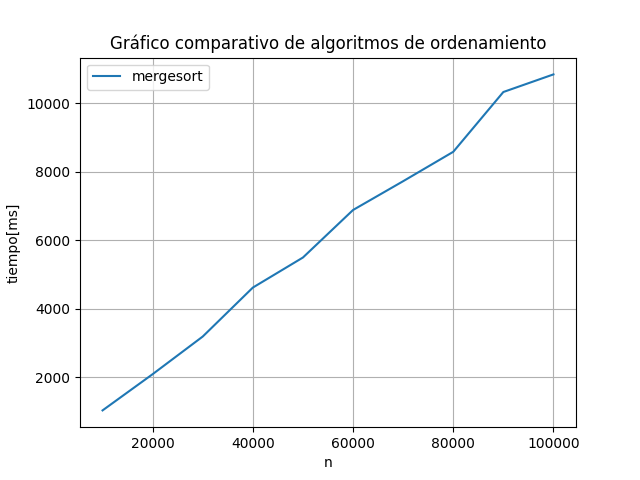 Gráfico comparativo de algoritmos de ordenamiento
mergesort
10000
8000
6000
4000
2000
tiempo[ms]
20000 40000 60000 80000 100000
n